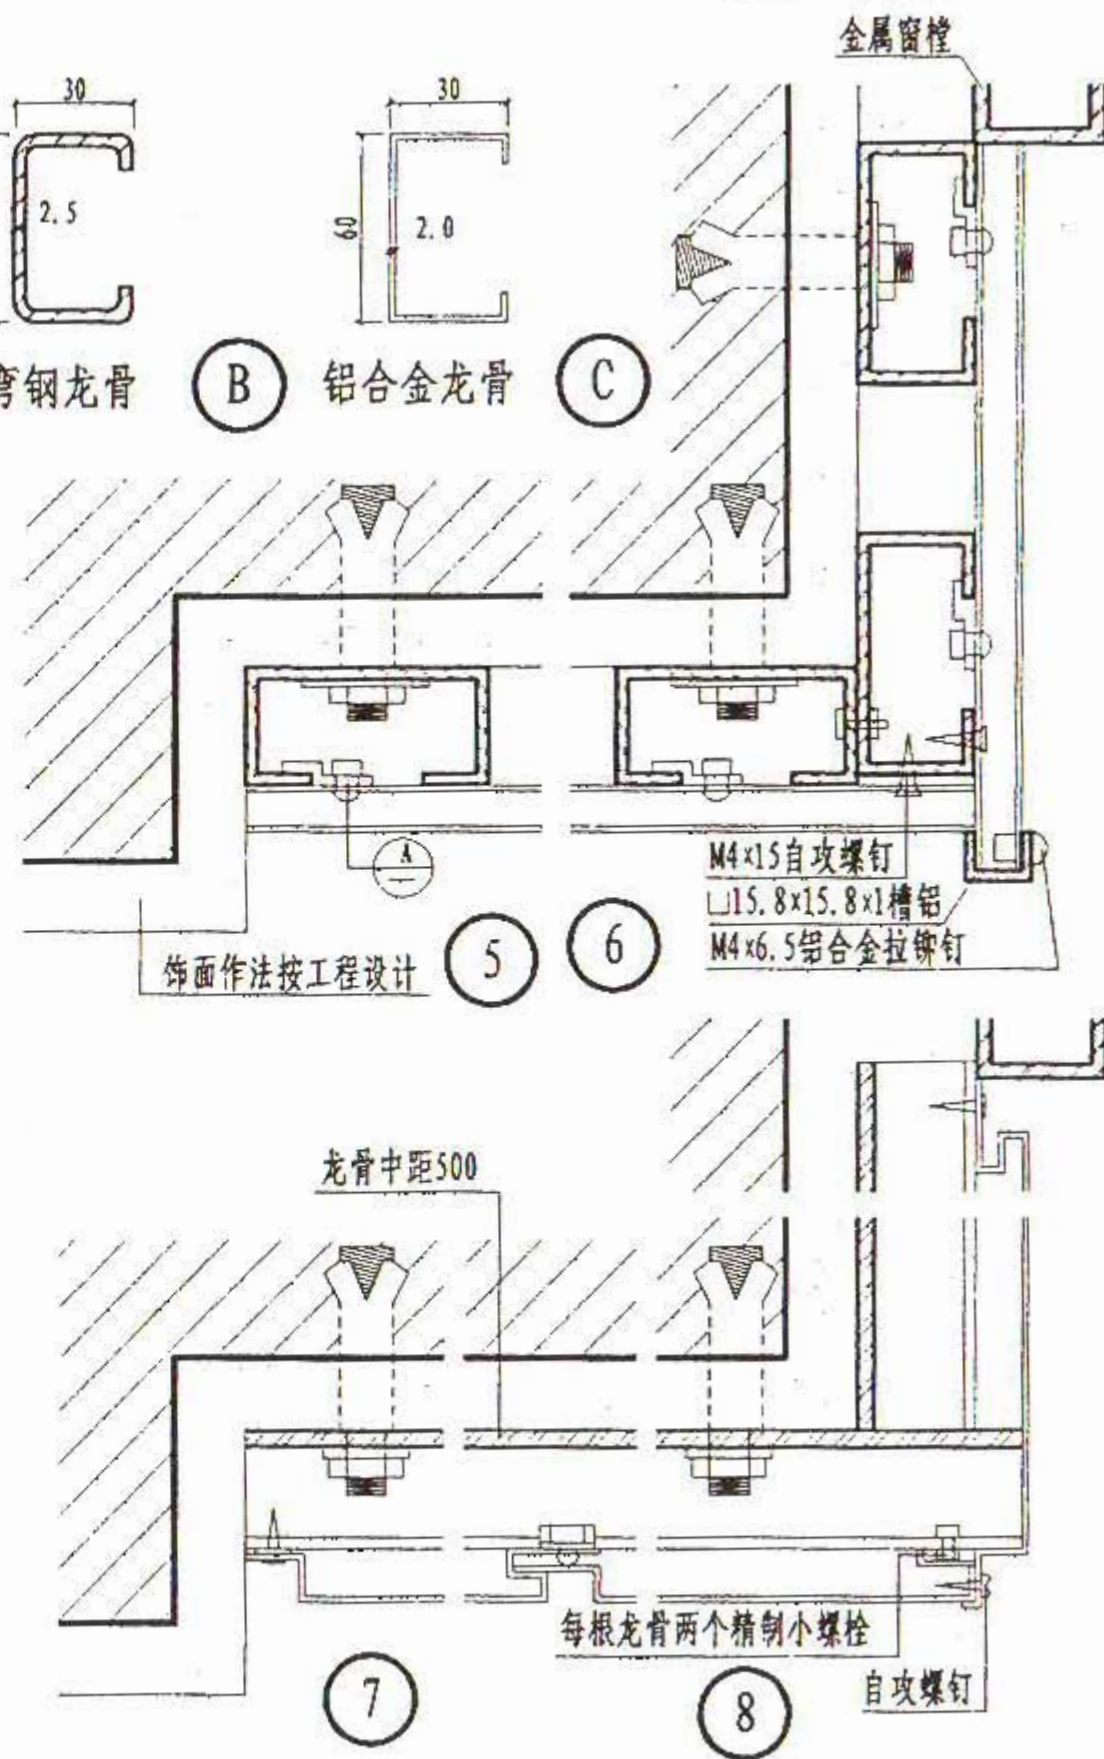 金属窗樘
30
30
2.5
60
2.0
弯钢龙骨
B
铝合金龙骨
C
A
M4×15自攻螺钉
⊔15.8×15.8×1槽铝
M4×6.5铝合金拉铆钉
5
6
饰面作法按工程设计
龙骨中距500
每根龙骨两个精制小螺栓
自攻螺钉
7
8